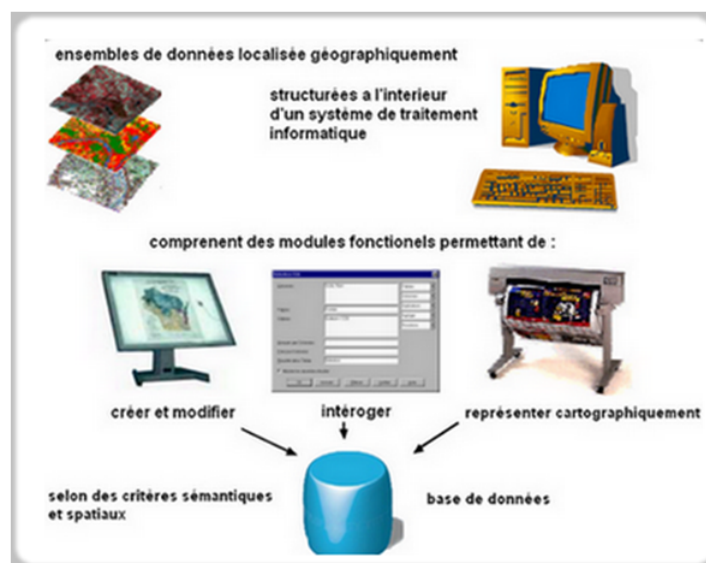 ensembles de données localisée géographiquement
structurées a l'interieur
d'un système de traitement
informatique
comprenent des modules fonctionels permettant de :
créer et modifier
intéroger
représenter cartographiquement
selon des critères sémantiques
et spatiaux
base de données